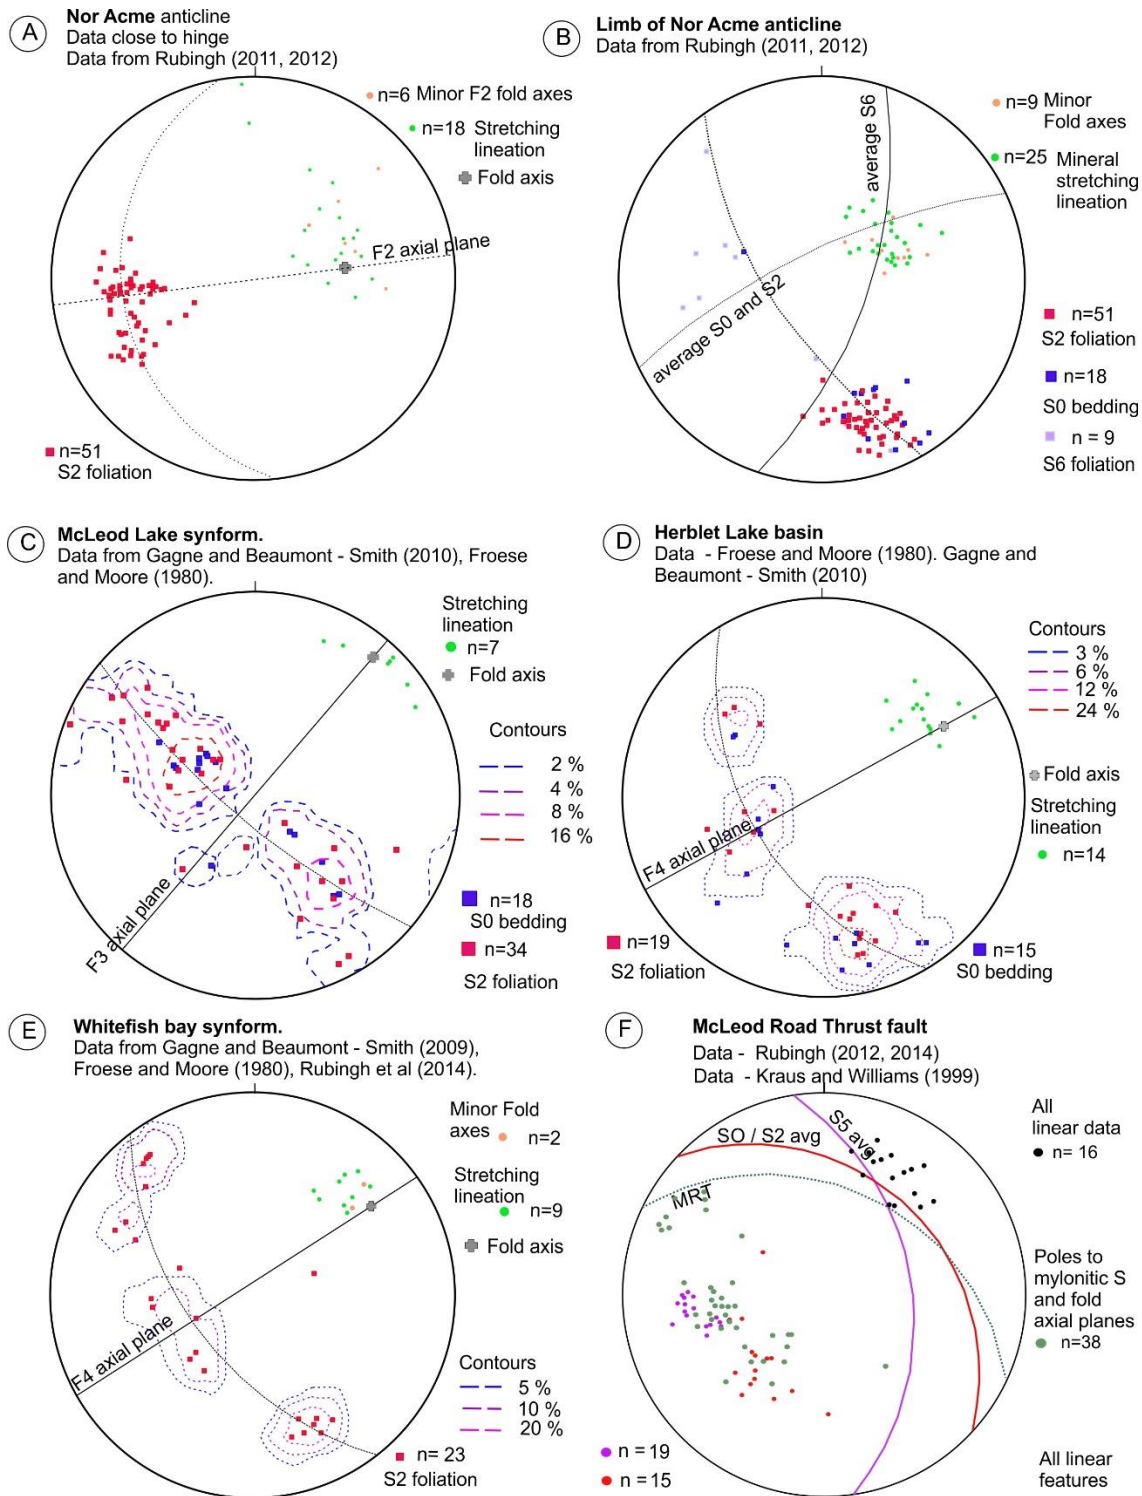 A
Nor Acme anticline
Data close to hinge
Data from Rubingh (2011, 2012)
n=6 Minor F2 fold axes
n=18 Stretching
lineation
Fold axis
F2 axial plane
n=51
S2 foliation
B
Limb of Nor Acme anticline
Data from Rubingh (2011, 2012)
average S6
n=9 Minor
Fold axes
n=25 Mineral
stretching
lineation
average S0 and S2
n=51
S2 foliation
n=18
S0 bedding
n = 9
S6 foliation
C
McLeod Lake synform.
Data from Gagne and Beaumont - Smith (2010), Froese
and Moore (1980).
Stretching
lineation
n=7
Fold axis
Contours
2 %
4 %
8 %
16 %
F3 axial plane
n=18
S0 bedding
n=34
S2 foliation
D
Herblet Lake basin
Data - Froese and Moore (1980). Gagne and
Beaumont - Smith (2010)
Contours
3 %
6 %
12 %
24 %
Fold axis
Stretching
lineation
n=14
F4 axial plane
n=19
S2 foliation
n=15
S0 bedding
E
Whitefish bay synform.
Data from Gagne and Beaumont - Smith (2009),
Froese and Moore (1980), Rubingh et al (2014).
Minor Fold
axes
n=2
Stretching
lineation
n=9
Fold axis
F4 axial plane
Contours
5 %
10 %
20 %
n= 23
S2 foliation
F
McLeod Road Thrust fault
Data - Rubingh (2012, 2014)
Data - Kraus and Williams (1999)
SO / S2 avg
S5 avg
MRT
All
linear data
n= 16
Poles to
mylonitic S
and fold
axial planes
n=38
n = 19
n = 15
All linear
features